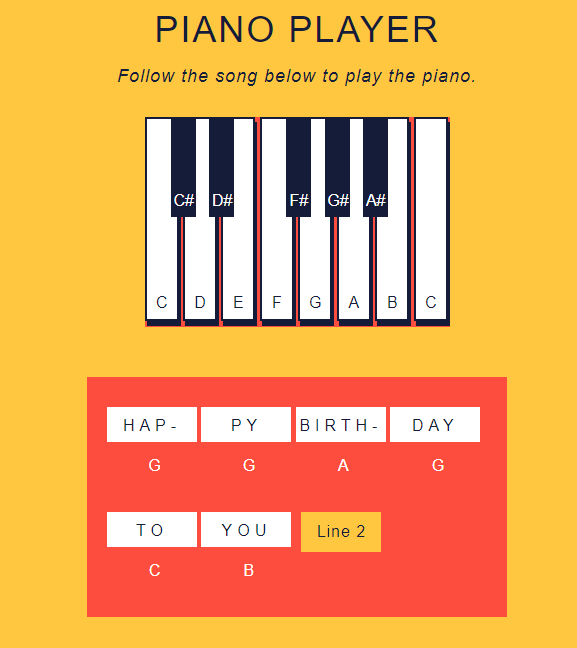 PIANO PLAYER
Follow the song below to play the piano.
C# D# F# G# A#
C D E F G A B C
HAP- PY BIRTH- DAY
G G A G
TO YOU Line 2
C B